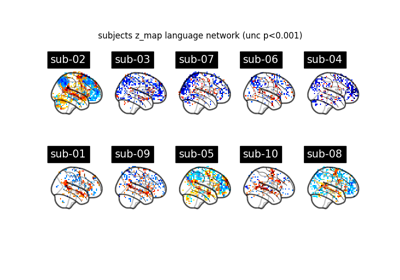 subjects z_map language network (unc p<0.001)
sub-02 sub-03 sub-07 sub-06 sub-04
sub-01 sub-09 sub-05 sub-10 sub-08